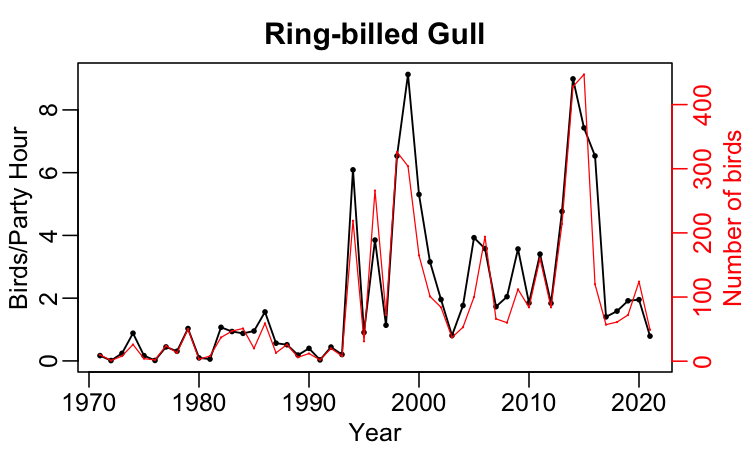 Ring-billed Gull
Birds/Party Hour
0 2 4 6 8
0 100 200 300 400
Number of birds
1970 1980 1990 2000 2010 2020
Year